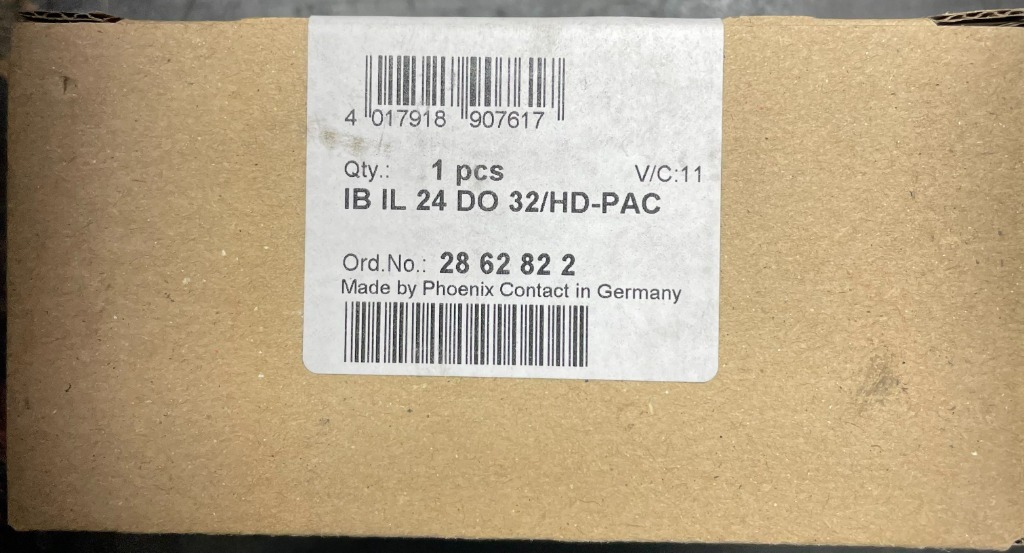 4 017918 907617
Qty.: 1 pcs V/C:11
IB IL 24 DO 32/HD-PAC
Ord.No.: 28 62 82 2
Made by Phoenix Contact in Germany